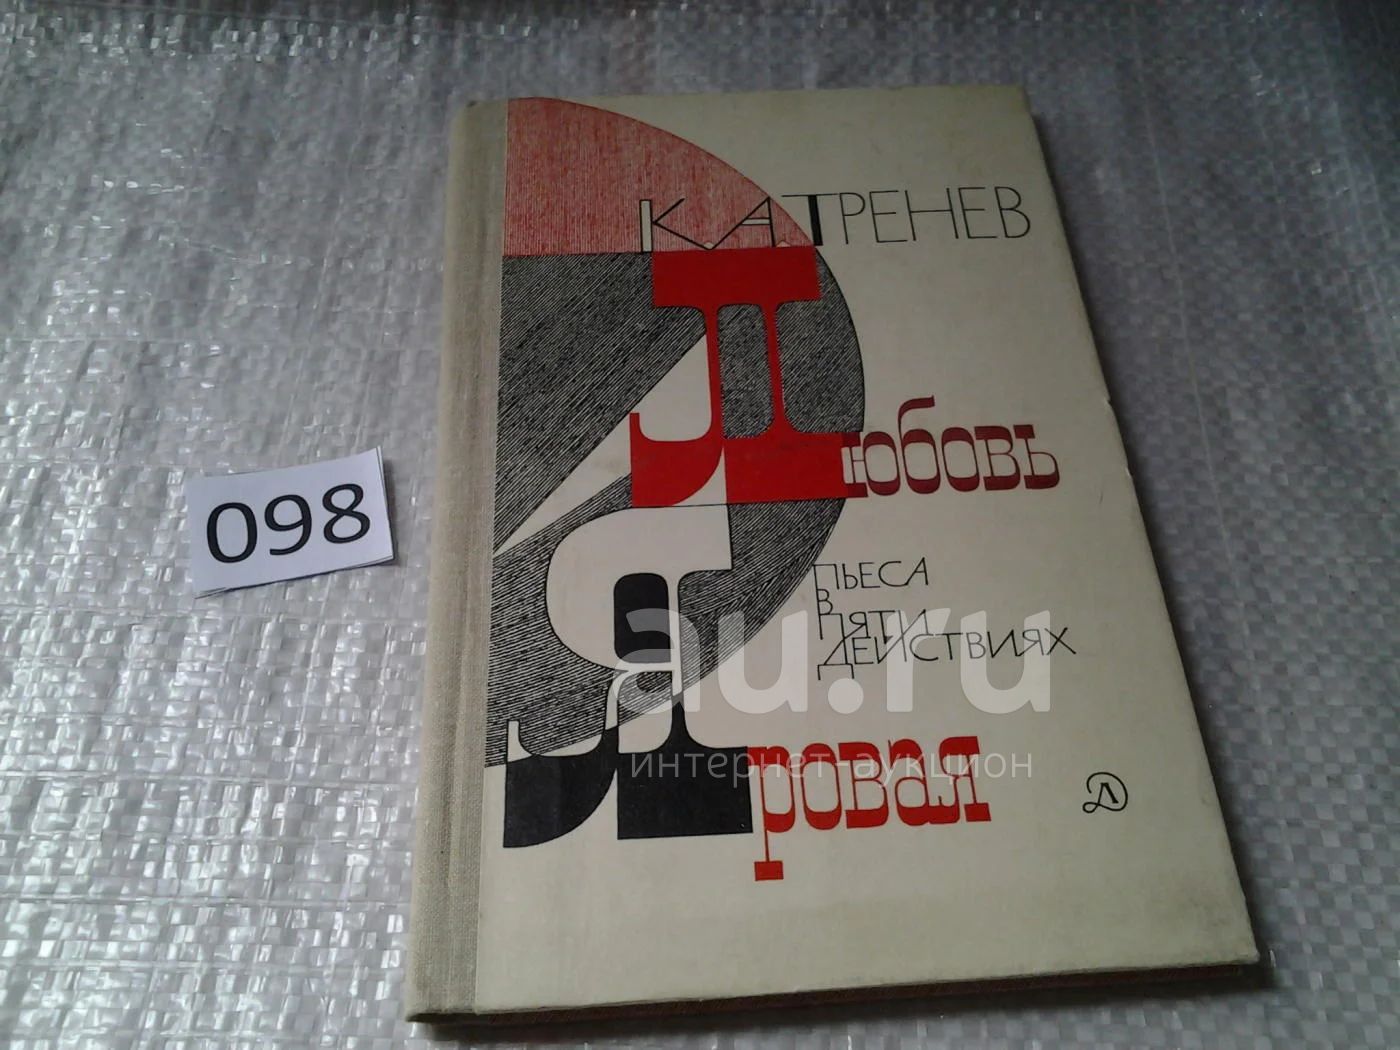 К.А.ТРЕНЕВ
Любовь
098
ПЬЕСА
В
ПЯТИ
ДЕЙСТВИЯХ
au.ru
интернет-аукцион
Яровая
Д